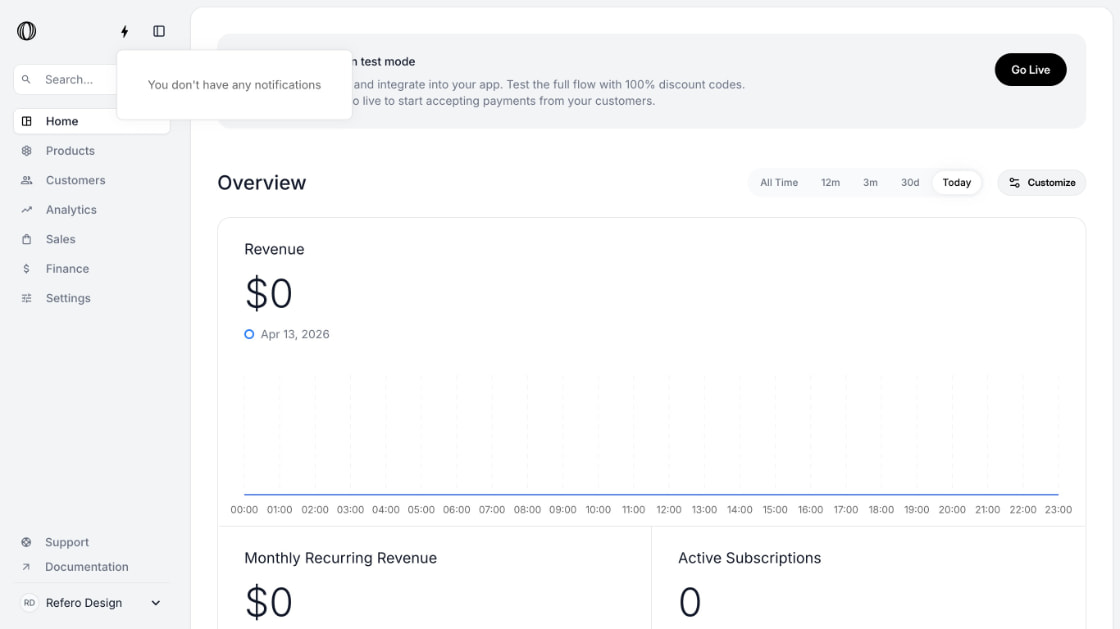 Search...
You don't have any notifications
Home
Products
Customers
Analytics
Sales
Finance
Settings
Support
Documentation
RD Refero Design
test mode
and integrate into your app. Test the full flow with 100% discount codes.
live to start accepting payments from your customers.
Go Live
Overview
All Time 12m 3m 30d Today
Customize
Revenue
$0
Apr 13, 2026
00:00 01:00 02:00 03:00 04:00 05:00 06:00 07:00 08:00 09:00 10:00 11:00 12:00 13:00 14:00 15:00 16:00 17:00 18:00 19:00 20:00 21:00 22:00 23:00
Monthly Recurring Revenue
$0
Active Subscriptions
0